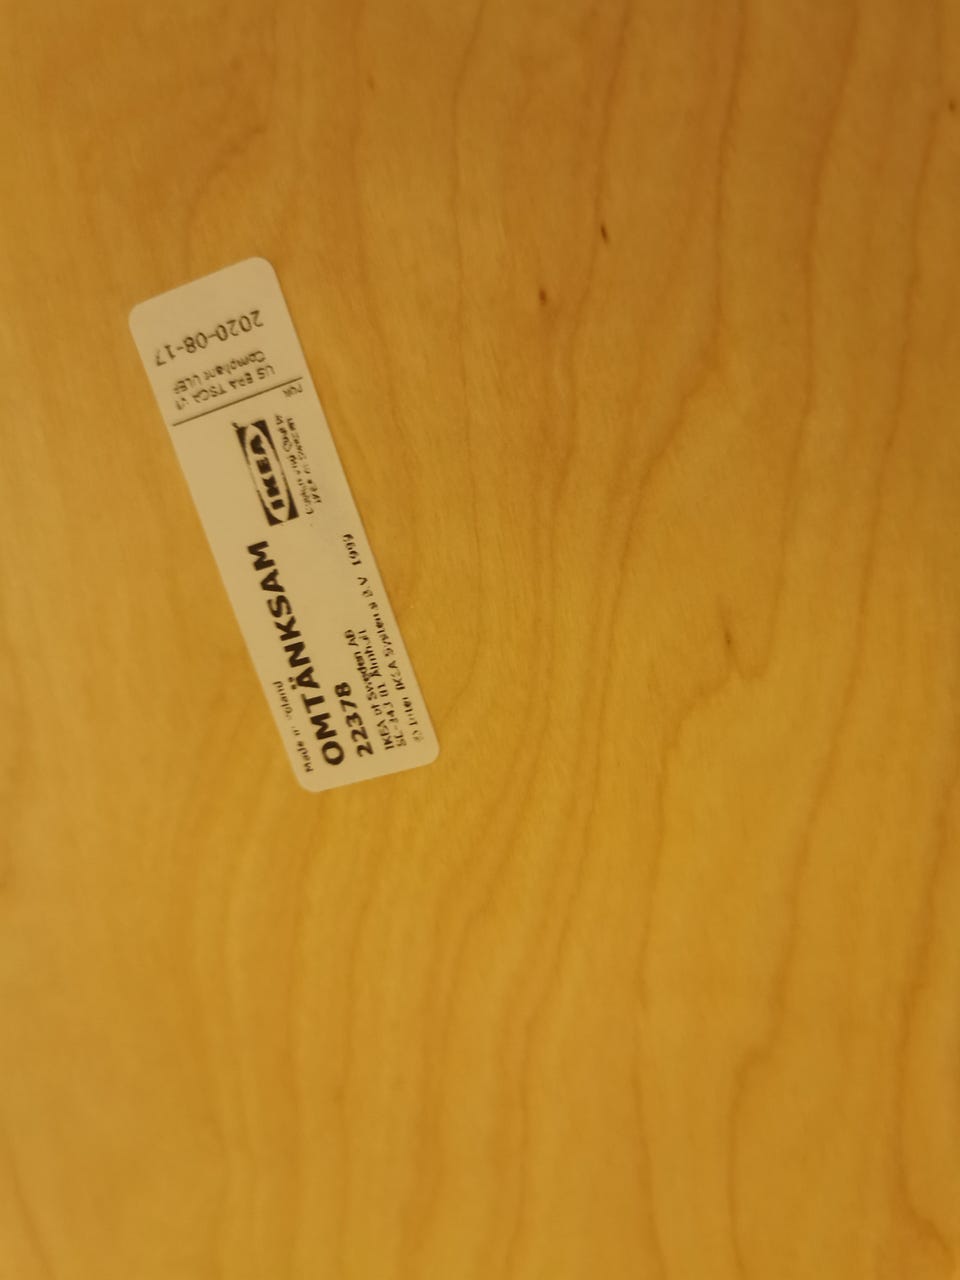 Made in Poland
OMTÄNKSAM
22378
IKEA of Sweden AB
SE-343 81 Älmhult
© Inter IKEA Systems B.V 1999
IKEA
US EPA TSCA VI
Compliant ULEF
2020-08-17